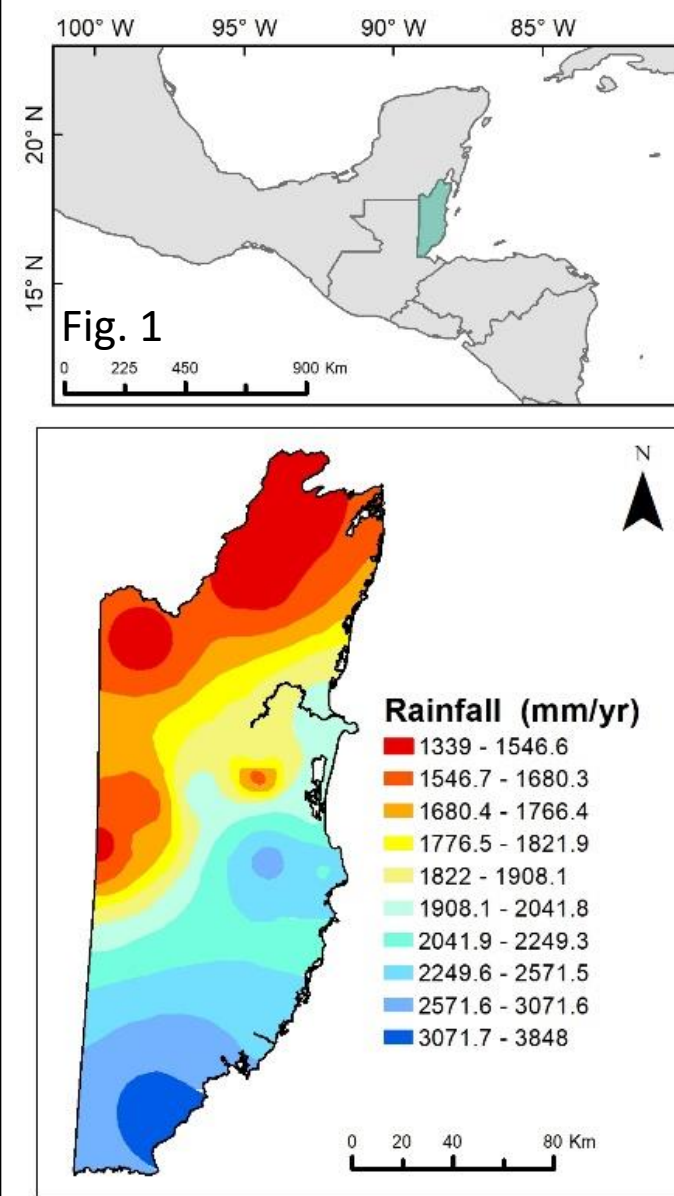 100° W 95° W 90° W 85° W
20° N
15° N
Fig. 1
0 225 450 900 Km
N
Rainfall (mm/yr)
1339 - 1546.6
1546.7 - 1680.3
1680.4 - 1766.4
1776.5 - 1821.9
1822 - 1908.1
1908.1 - 2041.8
2041.9 - 2249.3
2249.6 - 2571.5
2571.6 - 3071.6
3071.7 - 3848
0 20 40 80 Km